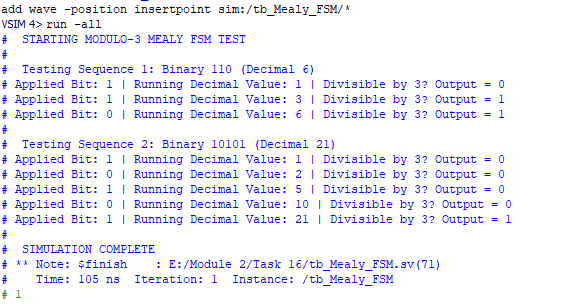 add wave -position insertpoint sim:/tb_Mealy_FSM/*
VSIM 4> run -all
#  STARTING MODULO-3 MEALY FSM TEST
#
#  Testing Sequence 1: Binary 110 (Decimal 6)
# Applied Bit: 1 | Running Decimal Value: 1 | Divisible by 3? Output = 0
# Applied Bit: 1 | Running Decimal Value: 3 | Divisible by 3? Output = 1
# Applied Bit: 0 | Running Decimal Value: 6 | Divisible by 3? Output = 1
#
#  Testing Sequence 2: Binary 10101 (Decimal 21)
# Applied Bit: 1 | Running Decimal Value: 1 | Divisible by 3? Output = 0
# Applied Bit: 0 | Running Decimal Value: 2 | Divisible by 3? Output = 0
# Applied Bit: 1 | Running Decimal Value: 5 | Divisible by 3? Output = 0
# Applied Bit: 0 | Running Decimal Value: 10 | Divisible by 3? Output = 0
# Applied Bit: 1 | Running Decimal Value: 21 | Divisible by 3? Output = 1
#
#  SIMULATION COMPLETE
# ** Note: $finish    : E:/Module 2/Task 16/tb_Mealy_FSM.sv(71)
#    Time: 105 ns  Iteration: 1  Instance: /tb_Mealy_FSM
# 1